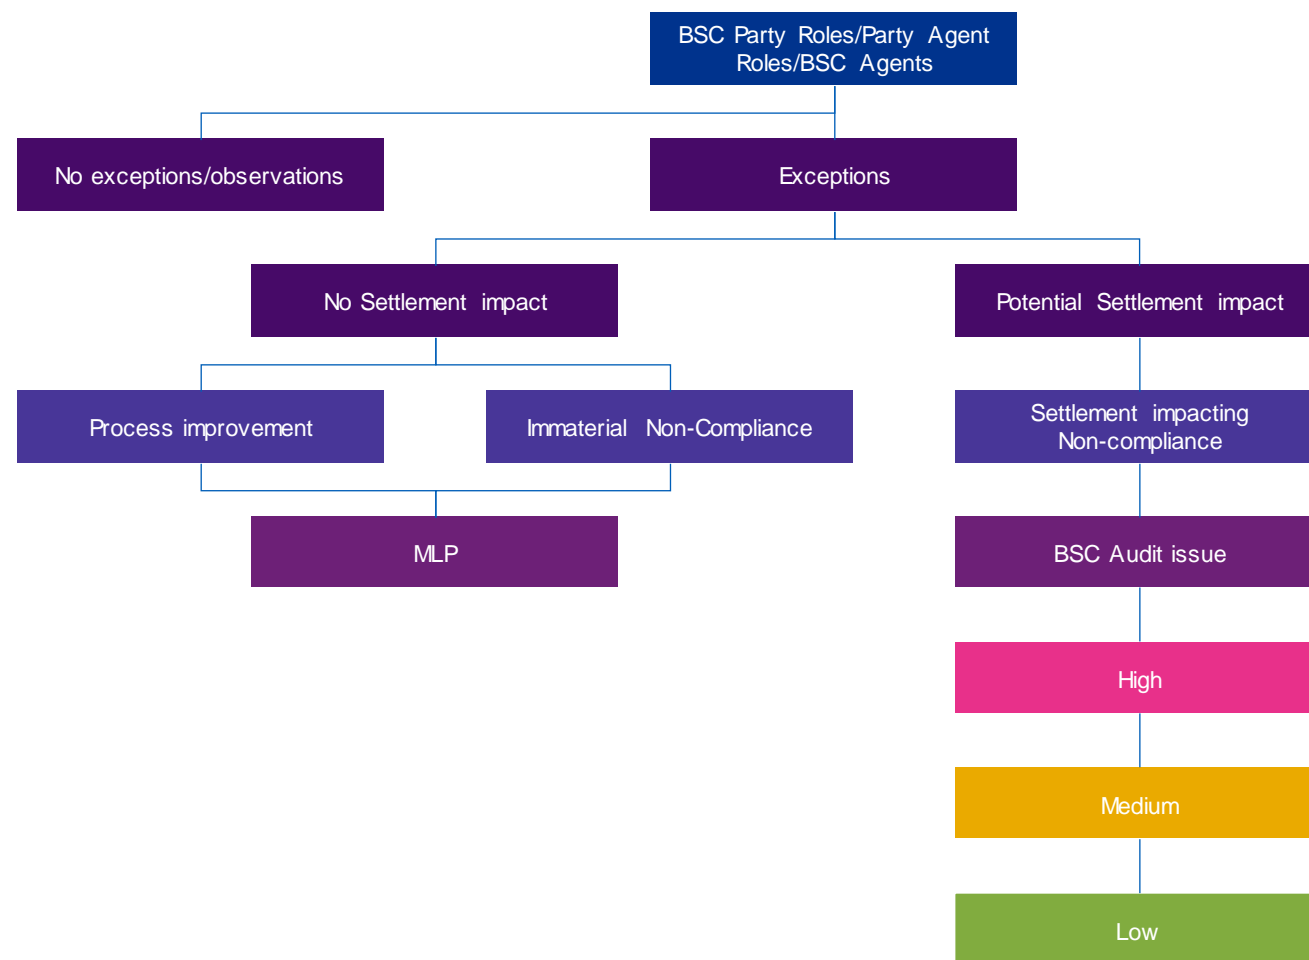 BSC Party Roles/Party Agent
Roles/BSC Agents
No exceptions/observations
Exceptions
No Settlement impact
Potential Settlement impact
Process improvement
Immaterial Non-Compliance
Settlement impacting
Non-compliance
MLP
BSC Audit issue
High
Medium
Low